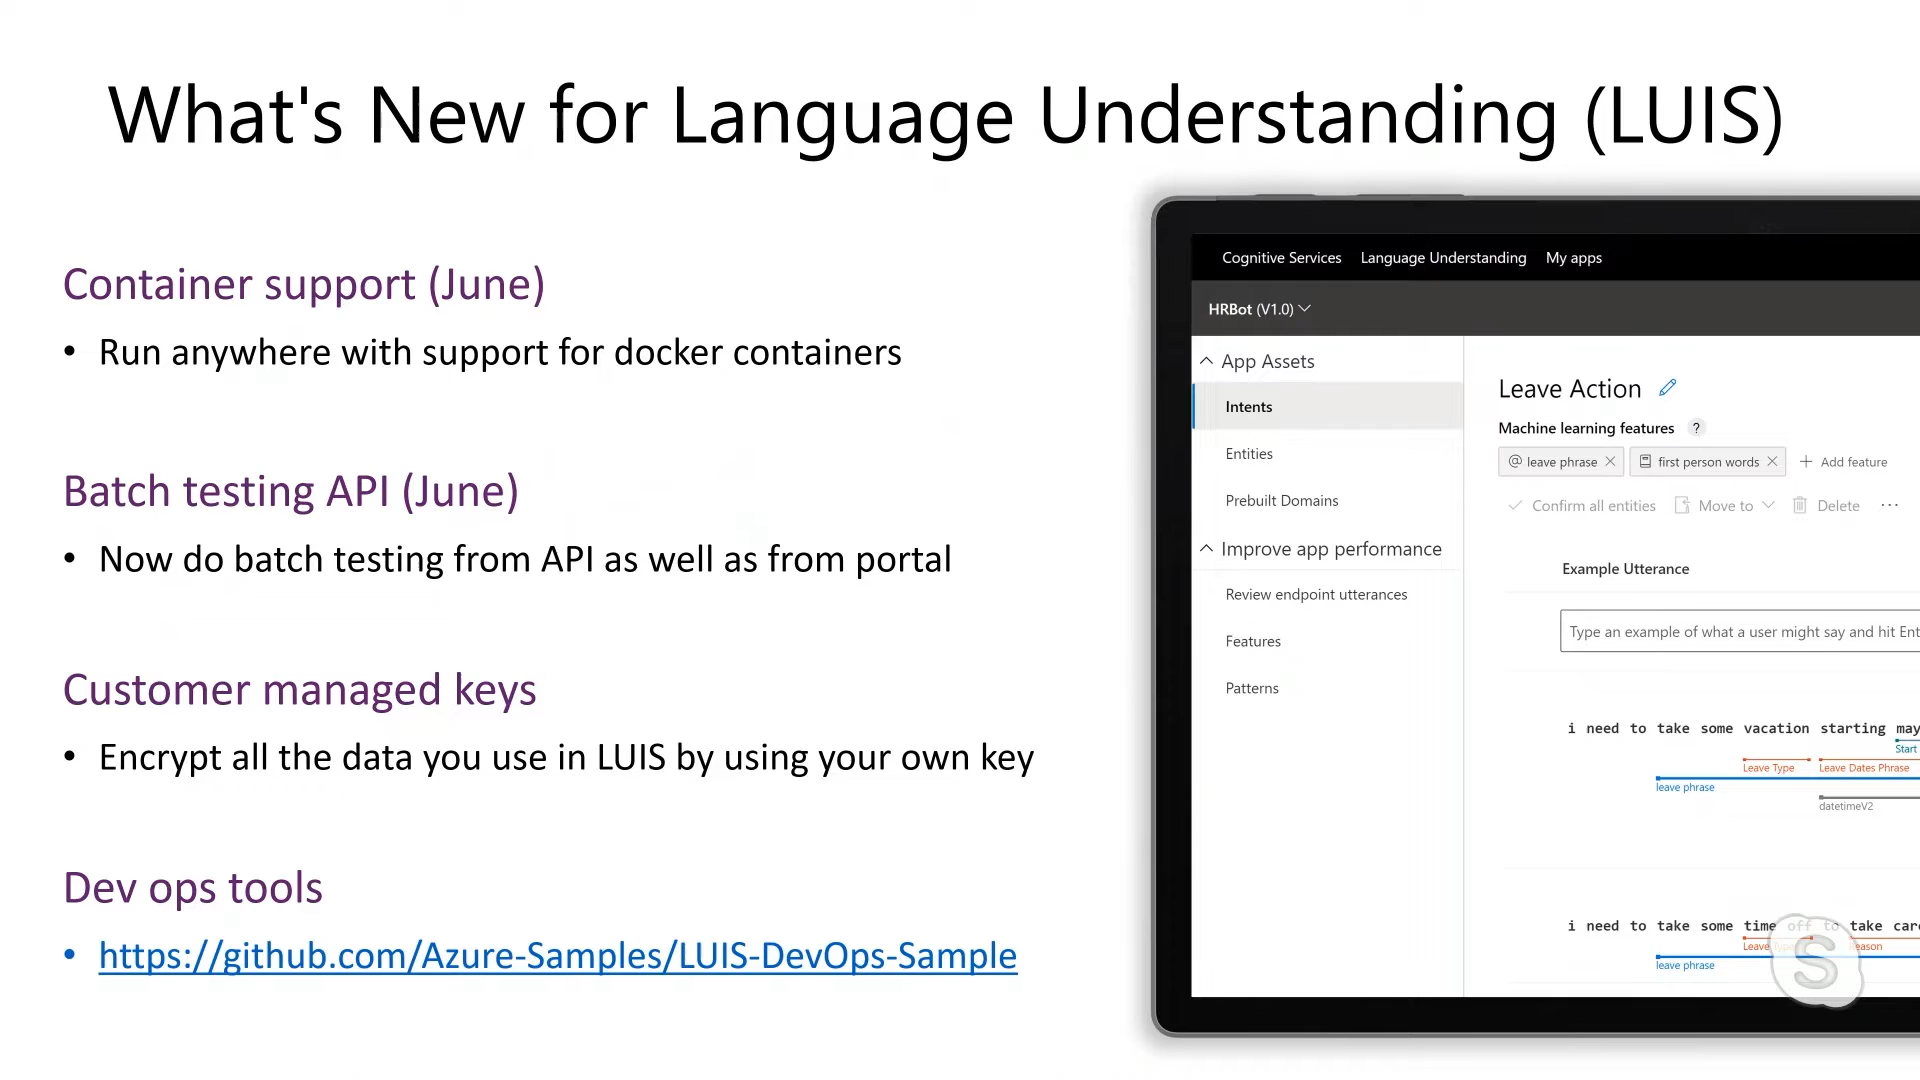 What's New for Language Understanding (LUIS)
Container support (June)
• Run anywhere with support for docker containers
Batch testing API (June)
• Now do batch testing from API as well as from portal
Customer managed keys
• Encrypt all the data you use in LUIS by using your own key
Dev ops tools
• https://github.com/Azure-Samples/LUIS-DevOps-Sample
Cognitive Services Language Understanding My apps
HRBot (V1.0)
App Assets
Intents
Entities
Prebuilt Domains
Improve app performance
Review endpoint utterances
Features
Patterns
Leave Action
Machine learning features ?
@ leave phrase first person words + Add feature
Confirm all entities Move to Delete ...
Example Utterance
Type an example of what a user might say and hit Ent
i need to take some vacation starting may
Start
Leave Type Leave Dates Phrase
leave phrase
datetimeV2
i need to take some time off to take care
Leave Type Reason
leave phrase